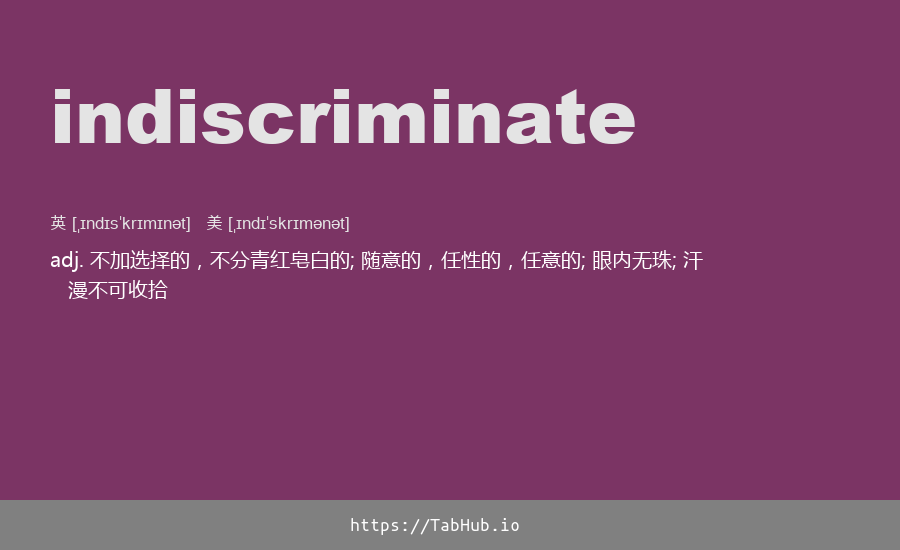 indiscriminate
英 [ˌɪndɪsˈkrɪmɪnət] 美 [ˌɪndɪˈskrɪmənət]
adj. 不加选择的，不分青红皂白的; 随意的，任性的，任意的; 眼内无珠; 汗
漫不可收拾
https://TabHub.io